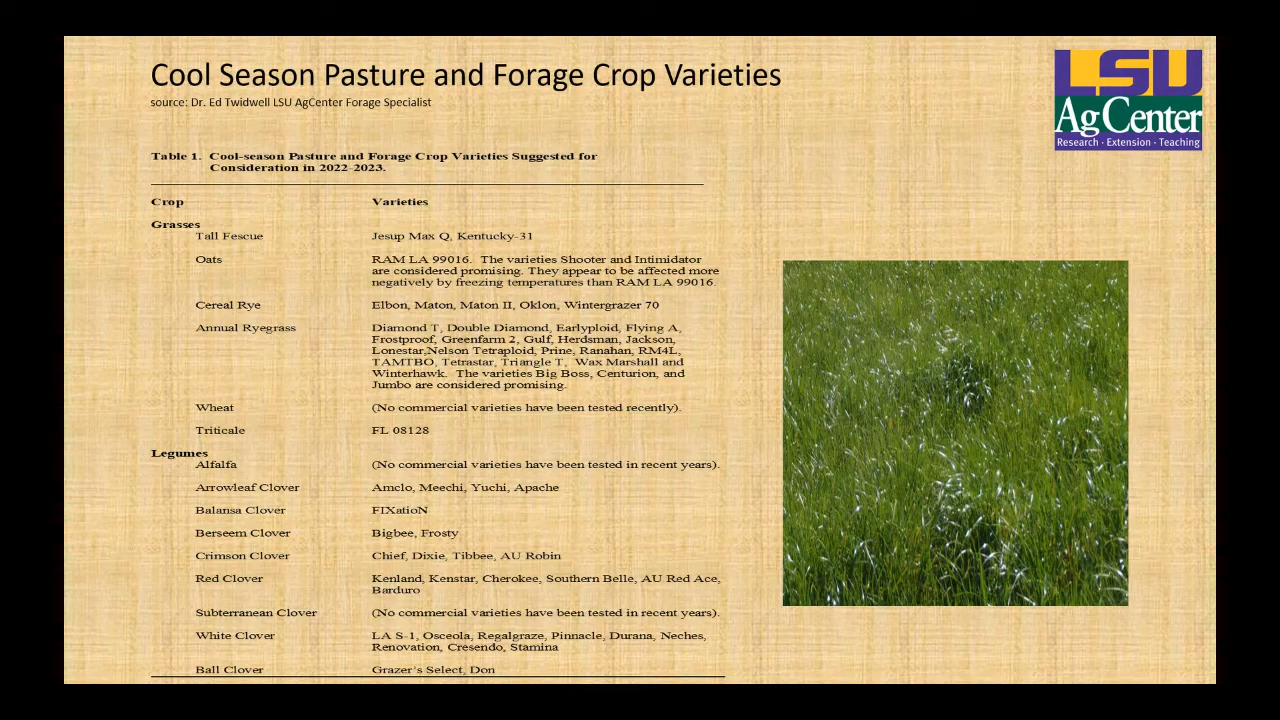 Cool Season Pasture and Forage Crop Varieties
source: Dr. Ed Twidwell LSU AgCenter Forage Specialist
LSU
AgCenter
Research · Extension · Teaching
Table 1. Cool-season Pasture and Forage Crop Varieties Suggested for
Consideration in 2022-2023.
Crop Varieties
Grasses
Tall Fescue Jesup Max Q, Kentucky-31
Oats RAM LA 99016. The varieties Shooter and Intimidator
are considered promising. They appear to be affected more
negatively by freezing temperatures than RAM LA 99016.
Cereal Rye Elbon, Maton, Maton II, Oklon, Wintergrazer 70
Annual Ryegrass Diamond T, Double Diamond, Earlyploid, Flying A,
Frostproof, Greenfarm 2, Gulf, Herdsman, Jackson,
Lonestar,Nelson Tetraploid, Prine, Ranahan, RM4L,
TAMTBO, Tetrastar, Triangle T, Wax Marshall and
Winterhawk. The varieties Big Boss, Centurion, and
Jumbo are considered promising.
Wheat (No commercial varieties have been tested recently).
Triticale FL 08128
Legumes
Alfalfa (No commercial varieties have been tested in recent years).
Arrowleaf Clover Amclo, Meechi, Yuchi, Apache
Balansa Clover FIXatioN
Berseem Clover Bigbee, Frosty
Crimson Clover Chief, Dixie, Tibbee, AU Robin
Red Clover Kenland, Kenstar, Cherokee, Southern Belle, AU Red Ace,
Barduro
Subterranean Clover (No commercial varieties have been tested in recent years).
White Clover LA S-1, Osceola, Regalgraze, Pinnacle, Durana, Neches,
Renovation, Cresendo, Stamina
Ball Clover Grazer's Select, Don